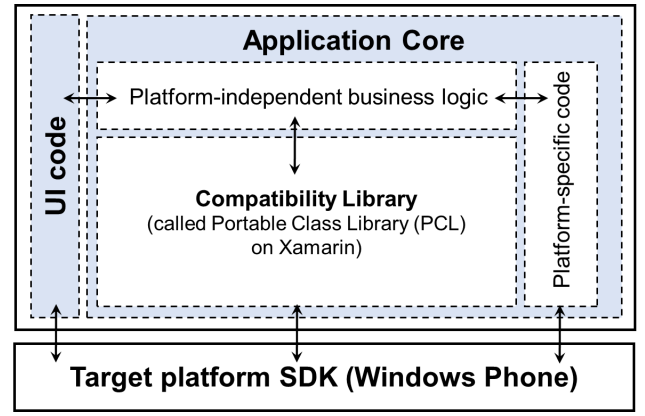 Application Core
UI code
Platform-independent business logic
Platform-specific code
Compatibility Library
(called Portable Class Library (PCL)
on Xamarin)
Target platform SDK (Windows Phone)